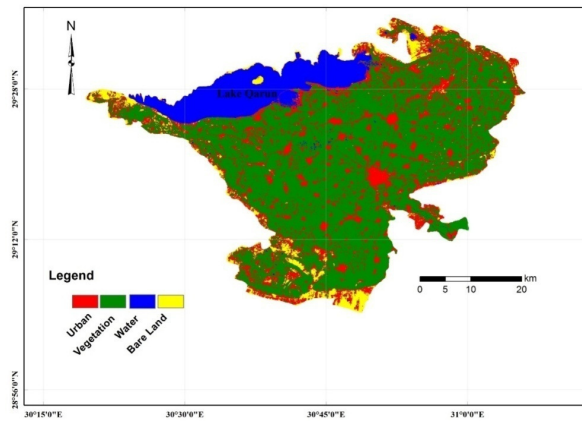 N
29°28'0"N
Lake Qarun
29°12'0"N
Legend
Urban
Vegetation
Water
Bare Land
km
0 5 10 20
28°56'0"N
30°15'0"E 30°30'0"E 30°45'0"E 31°0'0"E